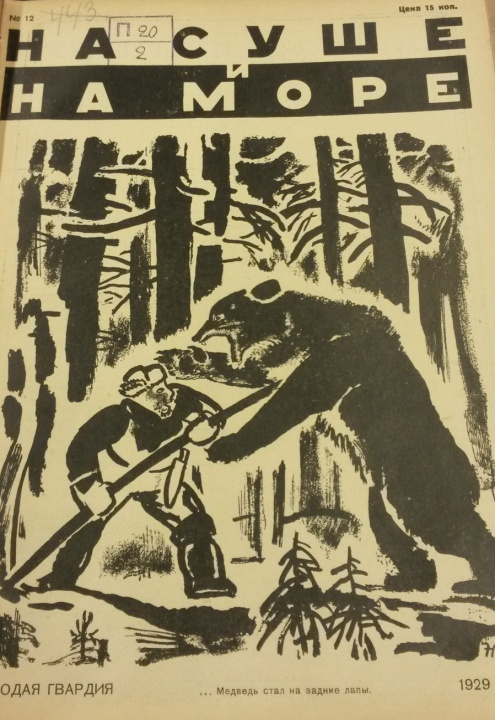 № 12
443
П 20
2
Цена 15 коп.
НА СУШЕ
И
НА МОРЕ
ОДАЯ ГВАРДИЯ
... Медведь стал на задние лапы.
1929